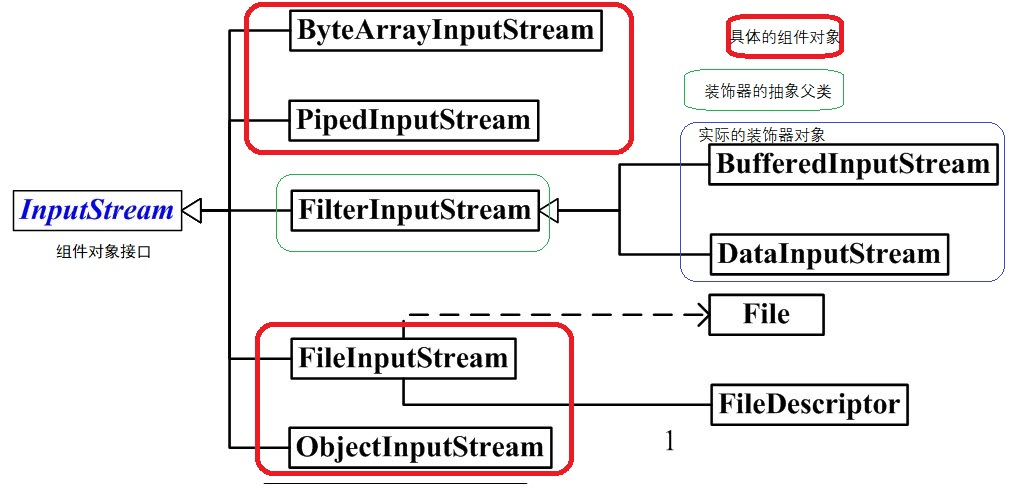 ByteArrayInputStream
具体的组件对象
装饰器的抽象父类
PipedInputStream
实际的装饰器对象
BufferedInputStream
InputStream
FilterInputStream
组件对象接口
DataInputStream
File
FileInputStream
FileDescriptor
ObjectInputStream
1